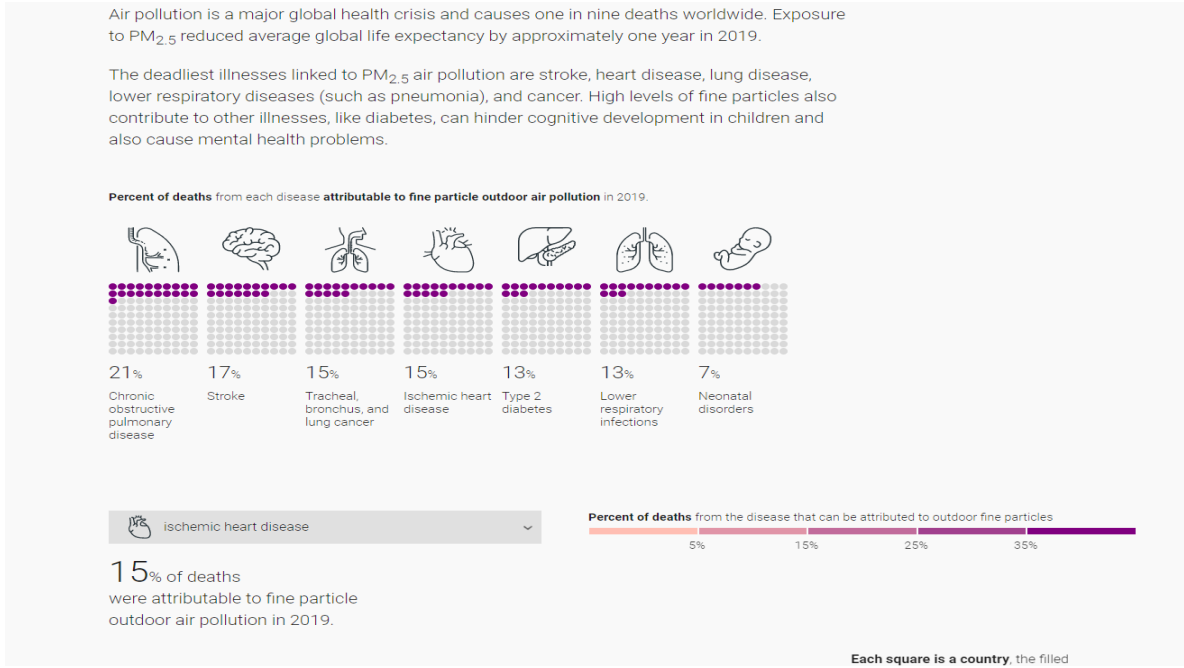 Air pollution is a major global health crisis and causes one in nine deaths worldwide. Exposure
to PM2.5 reduced average global life expectancy by approximately one year in 2019.
The deadliest illnesses linked to PM2.5 air pollution are stroke, heart disease, lung disease,
lower respiratory diseases (such as pneumonia), and cancer. High levels of fine particles also
contribute to other illnesses, like diabetes, can hinder cognitive development in children and
also cause mental health problems.
Percent of deaths from each disease attributable to fine particle outdoor air pollution in 2019.
21%
Chronic
obstructive
pulmonary
disease
17%
Stroke
15%
Tracheal,
bronchus, and
lung cancer
15%
Ischemic heart
disease
13%
Type 2
diabetes
13%
Lower
respiratory
infections
7%
Neonatal
disorders
ischemic heart disease
15% of deaths
were attributable to fine particle
outdoor air pollution in 2019.
Percent of deaths from the disease that can be attributed to outdoor fine particles
5% 15% 25% 35%
Each square is a country, the filled